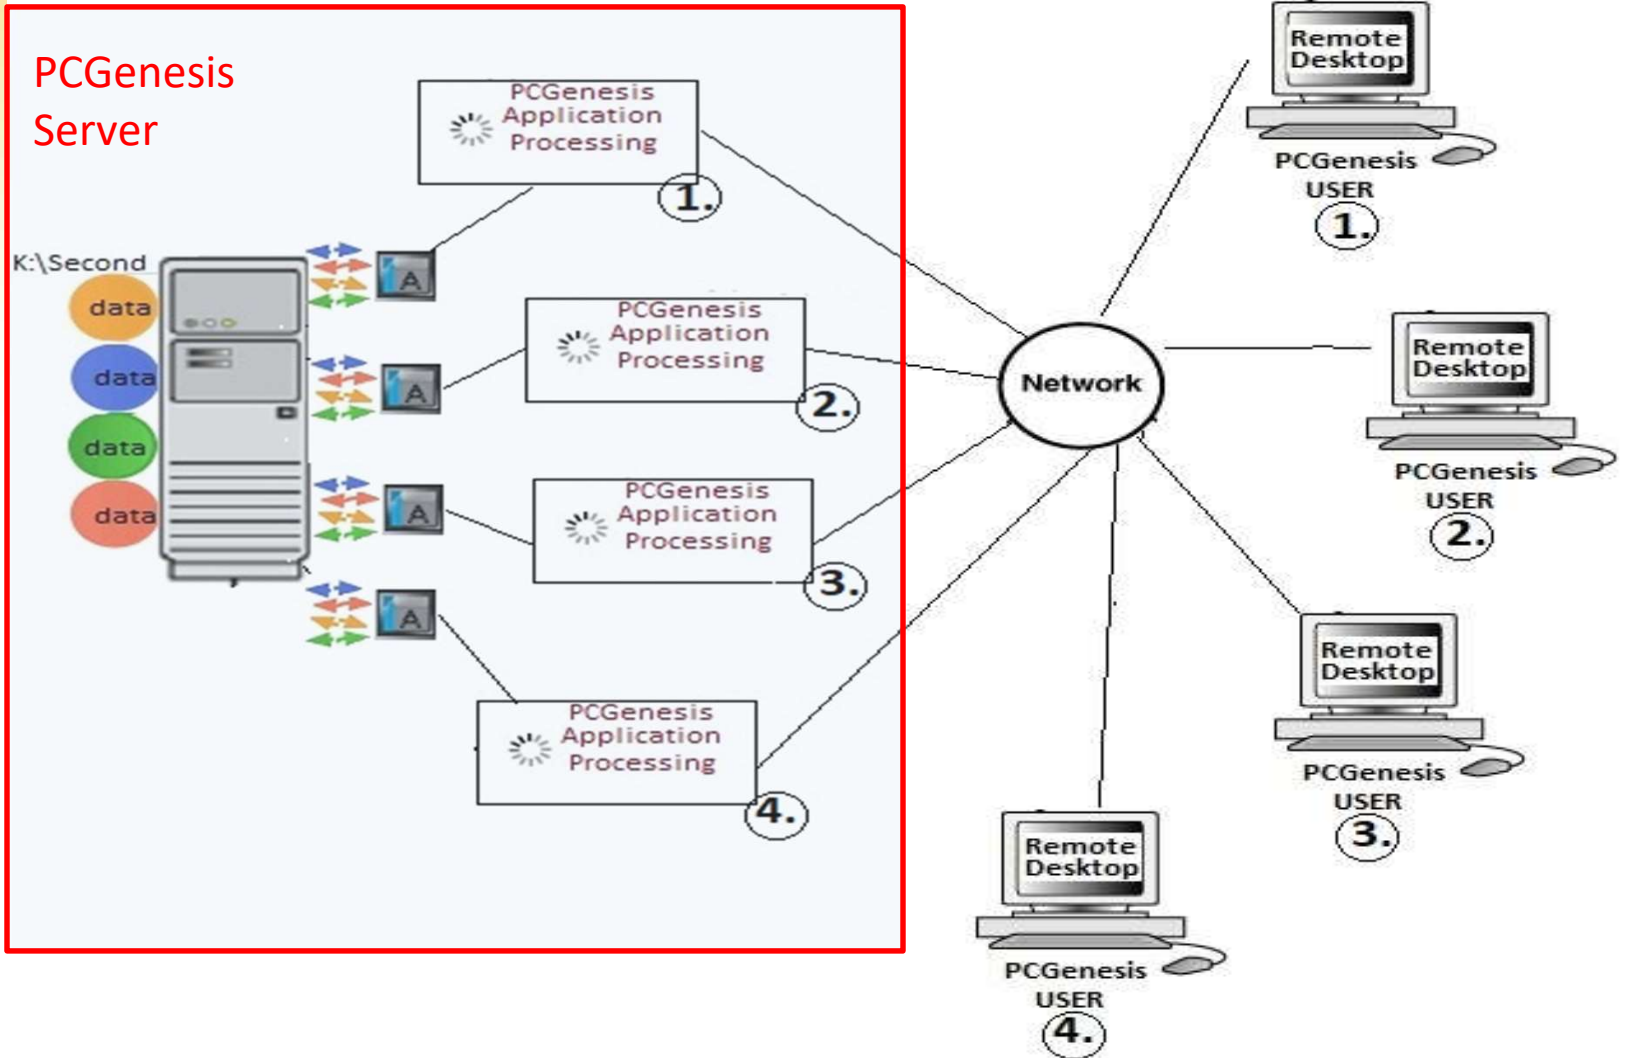 PCGenesis
Server
K:\Second
data
data
data
data
A
PCGenesis
Application
Processing
1.
A
PCGenesis
Application
Processing
2.
A
PCGenesis
Application
Processing
3.
A
PCGenesis
Application
Processing
4.
Network
Remote
Desktop
PCGenesis
USER
1.
Remote
Desktop
PCGenesis
USER
2.
Remote
Desktop
PCGenesis
USER
3.
Remote
Desktop
PCGenesis
USER
4.